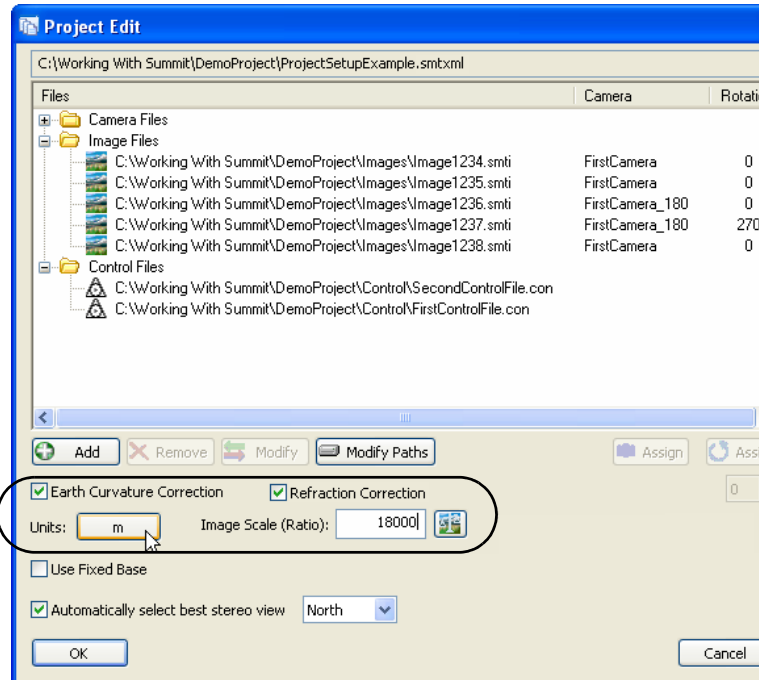 Project Edit
C:\Working With Summit\DemoProject\ProjectSetupExample.smtxml
Files Camera Rotati
Camera Files
Image Files
C:\Working With Summit\DemoProject\Images\Image1234.smti FirstCamera 0
C:\Working With Summit\DemoProject\Images\Image1235.smti FirstCamera 0
C:\Working With Summit\DemoProject\Images\Image1236.smti FirstCamera_180 0
C:\Working With Summit\DemoProject\Images\Image1237.smti FirstCamera_180 270
C:\Working With Summit\DemoProject\Images\Image1238.smti FirstCamera 0
Control Files
C:\Working With Summit\DemoProject\Control\SecondControlFile.con
C:\Working With Summit\DemoProject\Control\FirstControlFile.con
Add Remove Modify Modify Paths Assign Assi
Earth Curvature Correction Refraction Correction 0
Units: m Image Scale (Ratio): 18000
Use Fixed Base
Automatically select best stereo view North
OK Cancel